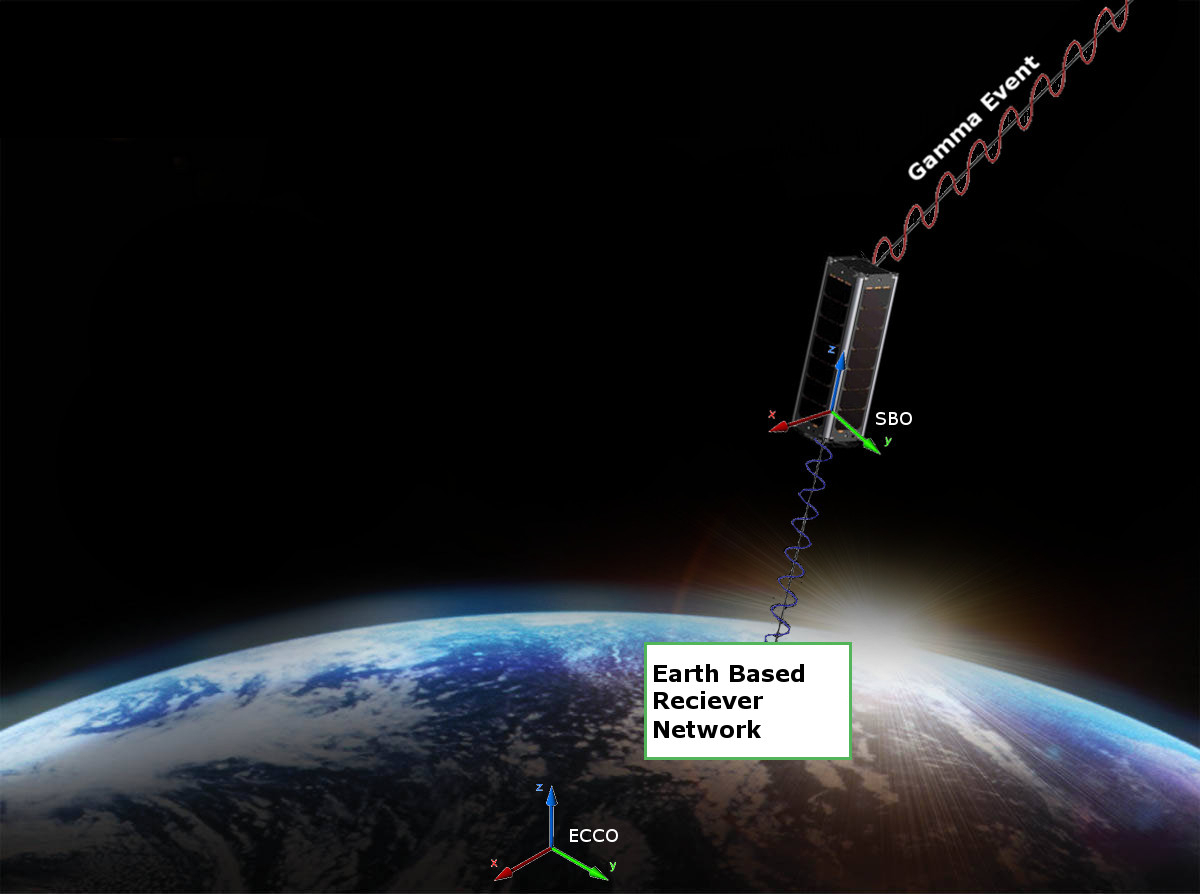 Gamma Event
z
x
SBO
y
Earth Based
Reciever
Network
z
ECCO
x
y